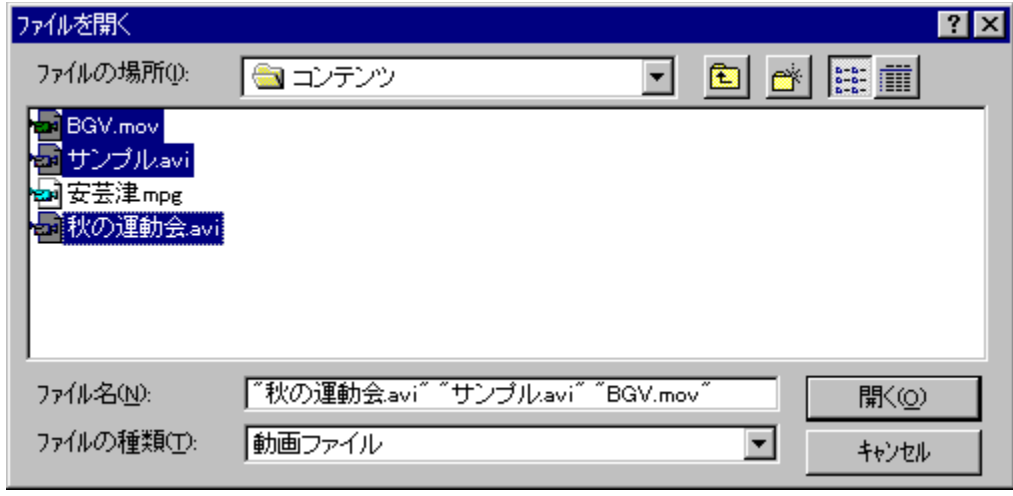 ファイルを開く
ファイルの場所(I):
コンテンツ
BGV.mov
サンプル.avi
安芸津.mpg
秋の運動会.avi
ファイル名(N):
"秋の運動会.avi" "サンプル.avi" "BGV.mov"
開く(O)
ファイルの種類(T):
動画ファイル
キャンセル